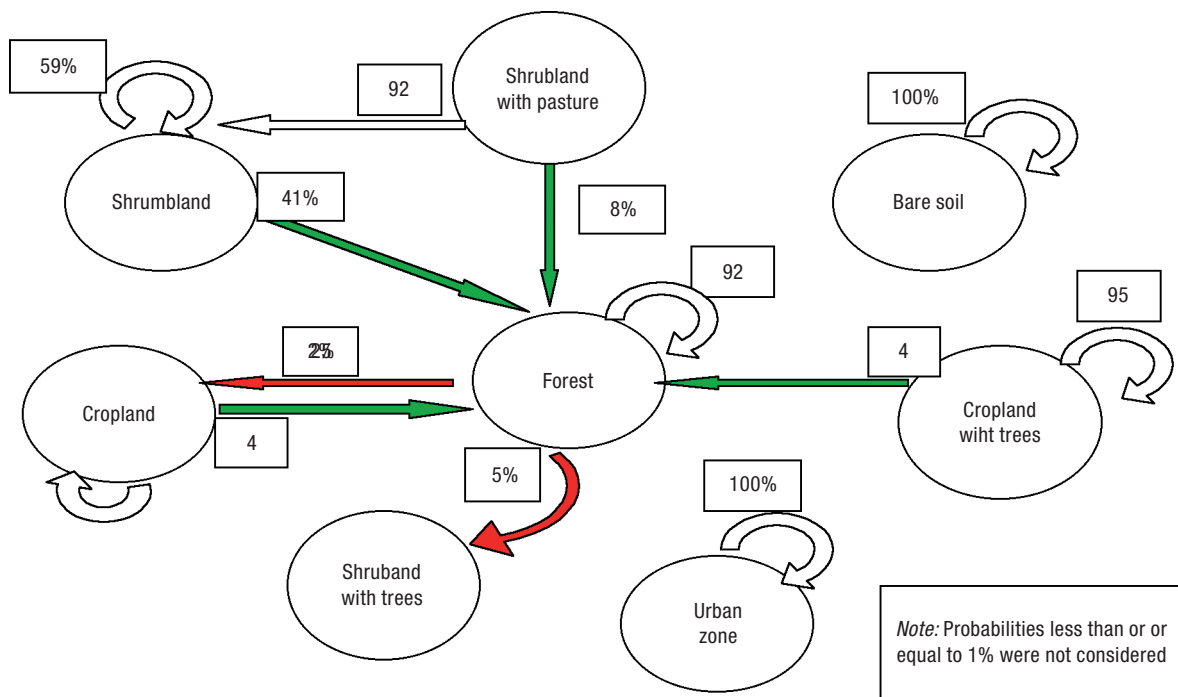 59%
92
Shrubland
with pasture
100%
Shrumbland
41%
8%
Bare soil
92
95
Forest
4
Cropland
Cropland
wiht trees
4
5%
100%
Shruband
with trees
Urban
zone
Note: Probabilities less than or or
equal to 1% were not considered